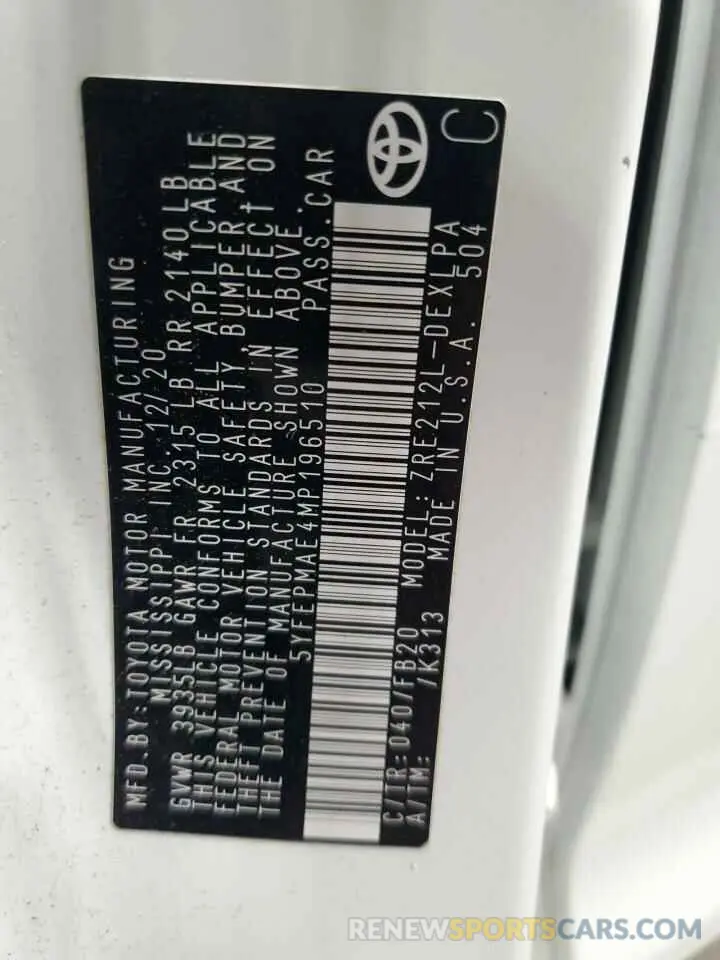 MFD.BY:TOYOTA MOTOR MANUFACTURING
MISSISSIPPI INC. 12/20
GVWR 3935LB GAWR FR 2315 LB RR 2140LB
THIS VEHICLE CONFORMS TO ALL APPLICABLE
FEDERAL MOTOR VEHICLE SAFETY, BUMPER, AND
THEFT PREVENTION STANDARDS IN EFFECT ON
THE DATE OF MANUFACTURE SHOWN ABOVE.
5YFEPMAE4MP196510 PASS.CAR
C/TR:040/FB20 MODEL:ZRE212L-DEXLPA
A/TM: /K313 MADE IN U.S.A. 504
C
RENEWSPORTSCARS.COM